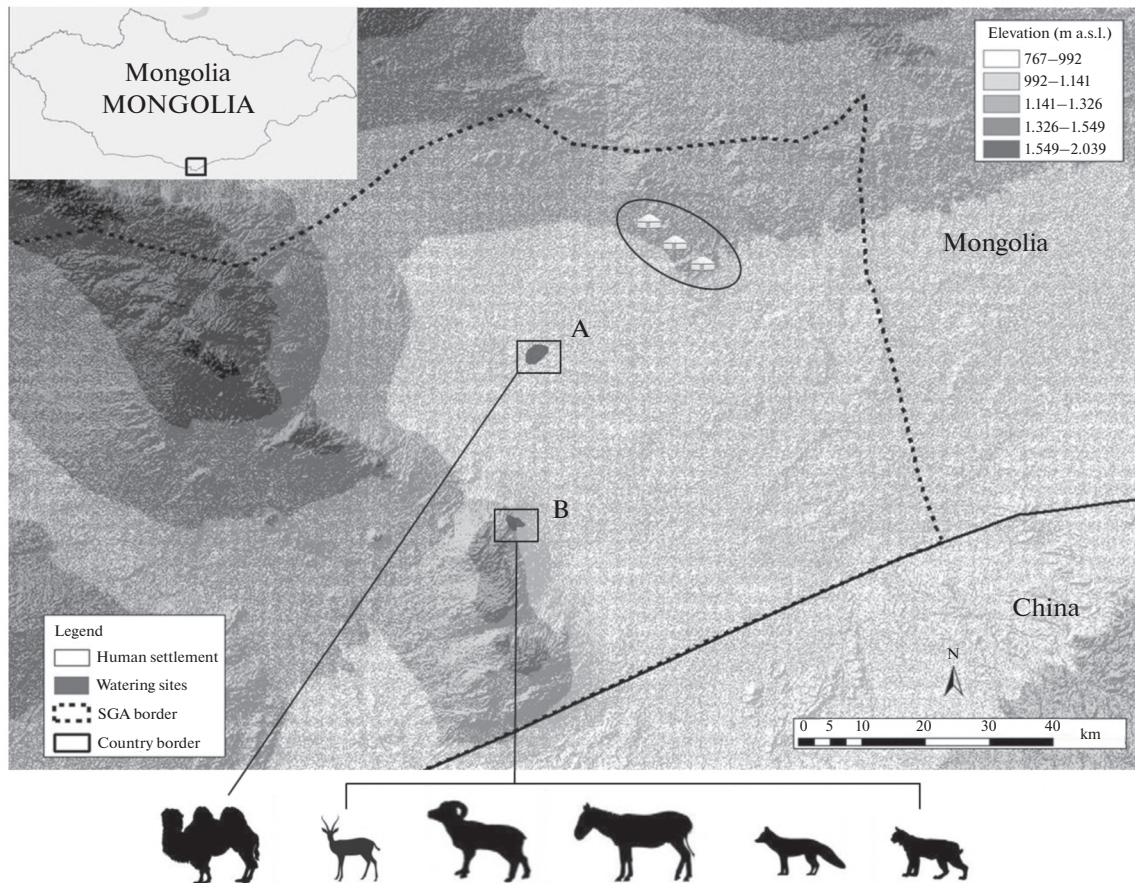 Mongolia
MONGOLIA
Elevation (m a.s.l.)
767–992
992–1.141
1.141–1.326
1.326–1.549
1.549–2.039
Mongolia
A
B
China
N
Legend
Human settlement
Watering sites
SGA border
Country border
0 5 10 20 30 40
km